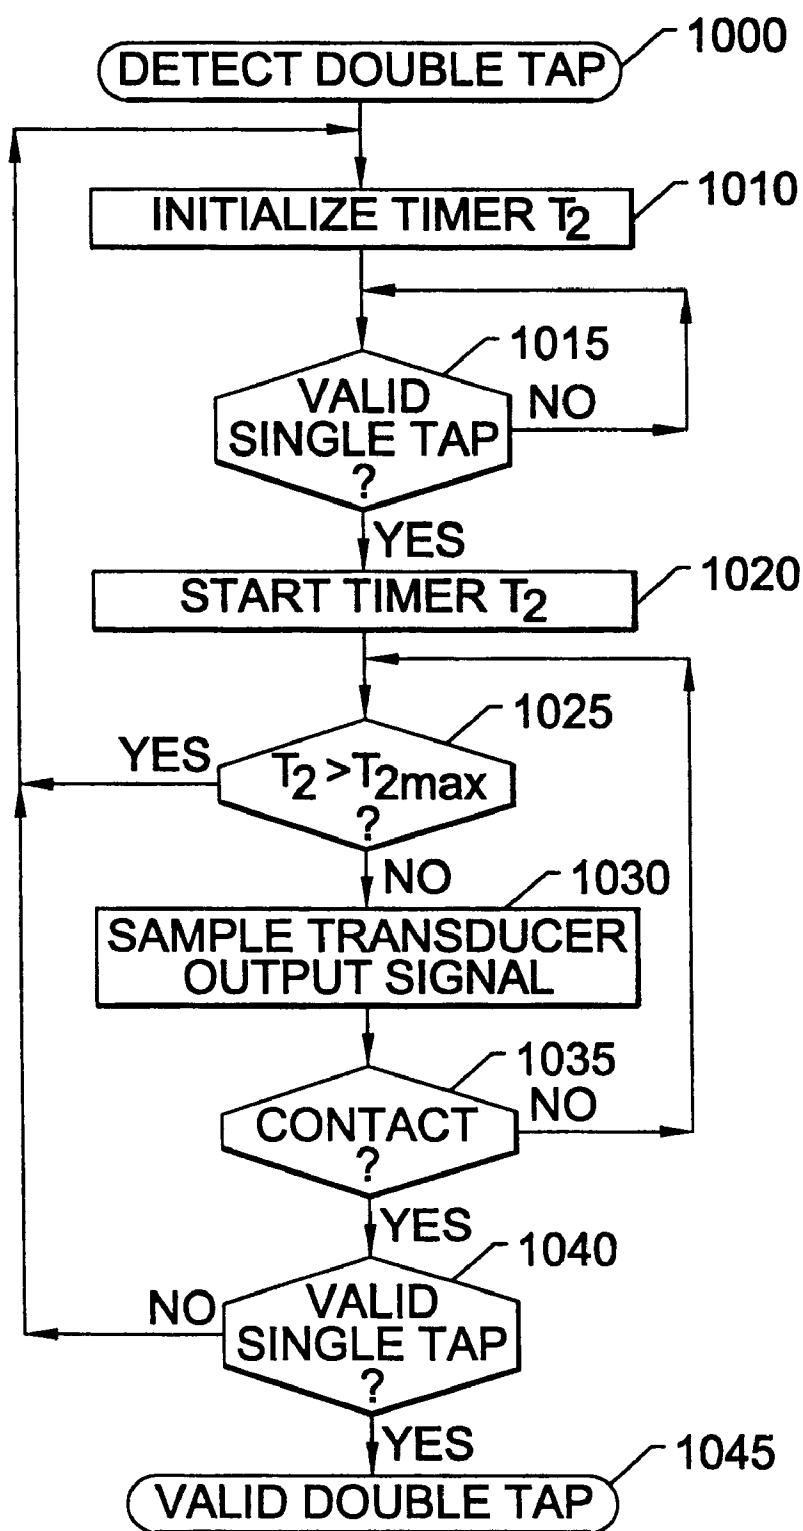 1000
DETECT DOUBLE TAP
1010
INITIALIZE TIMER T2
1015
VALID
SINGLE TAP
?
NO
YES
1020
START TIMER T2
1025
YES
T2 > T2max
?
NO
1030
SAMPLE TRANSDUCER
OUTPUT SIGNAL
1035
CONTACT
?
NO
YES
1040
NO
VALID
SINGLE TAP
?
YES
1045
VALID DOUBLE TAP